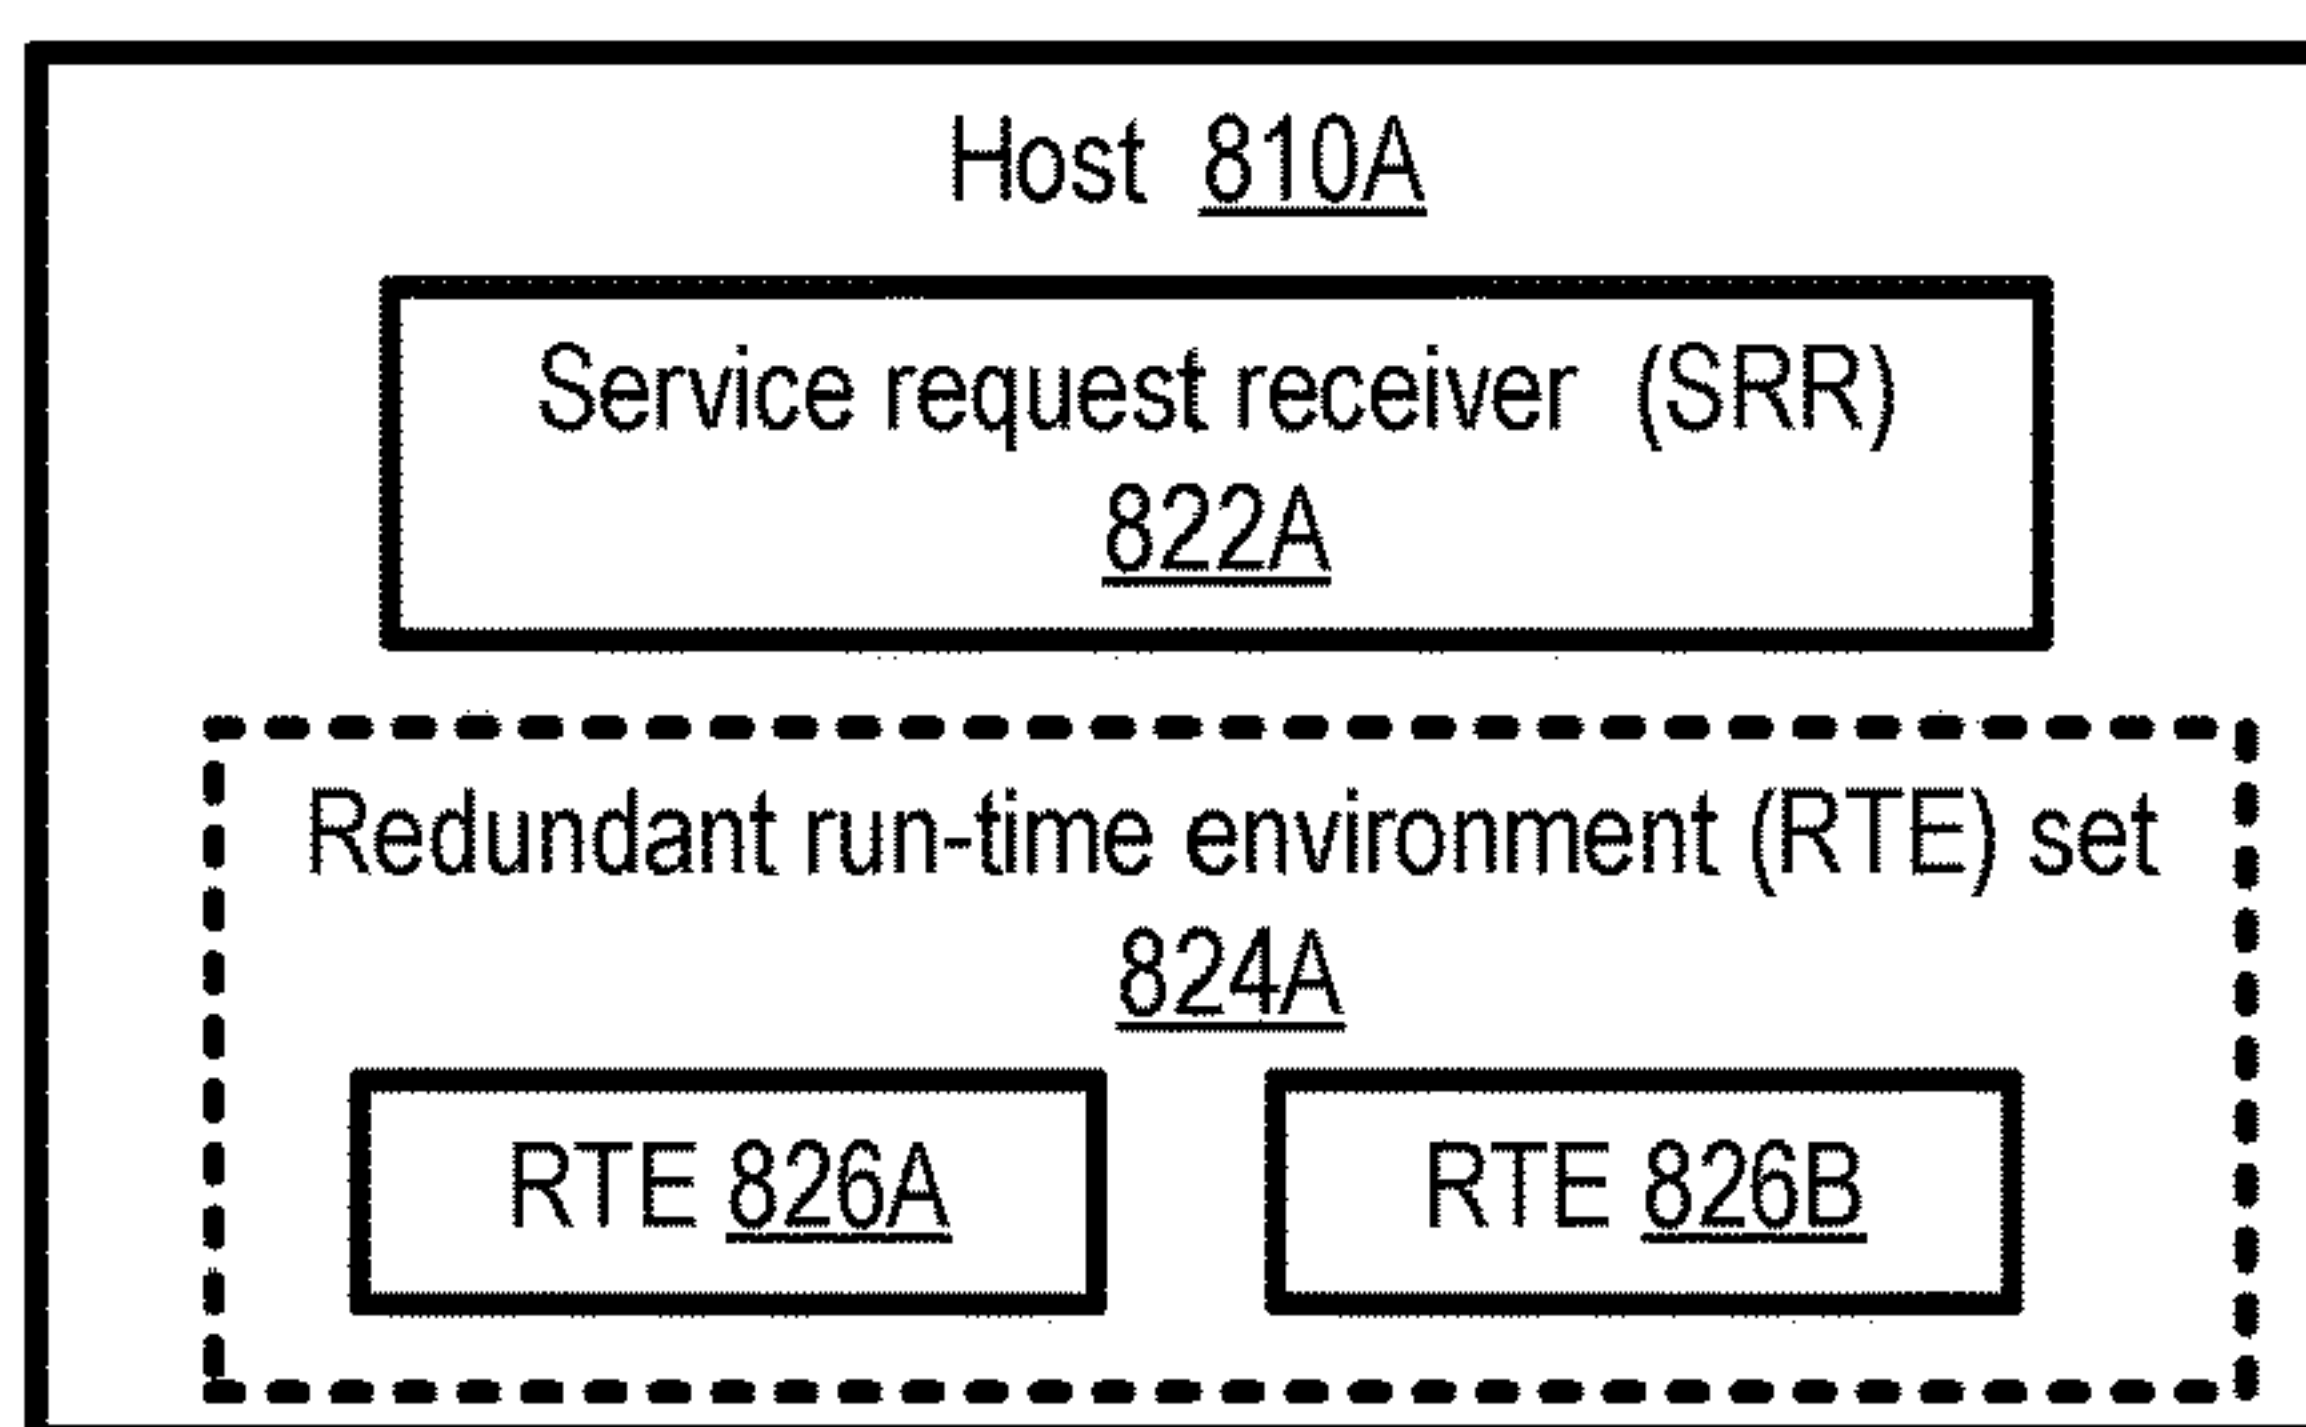 Host 810A
Service request receiver (SRR)
822A
Redundant run-time environment (RTE) set
824A
RTE 826A
RTE 826B